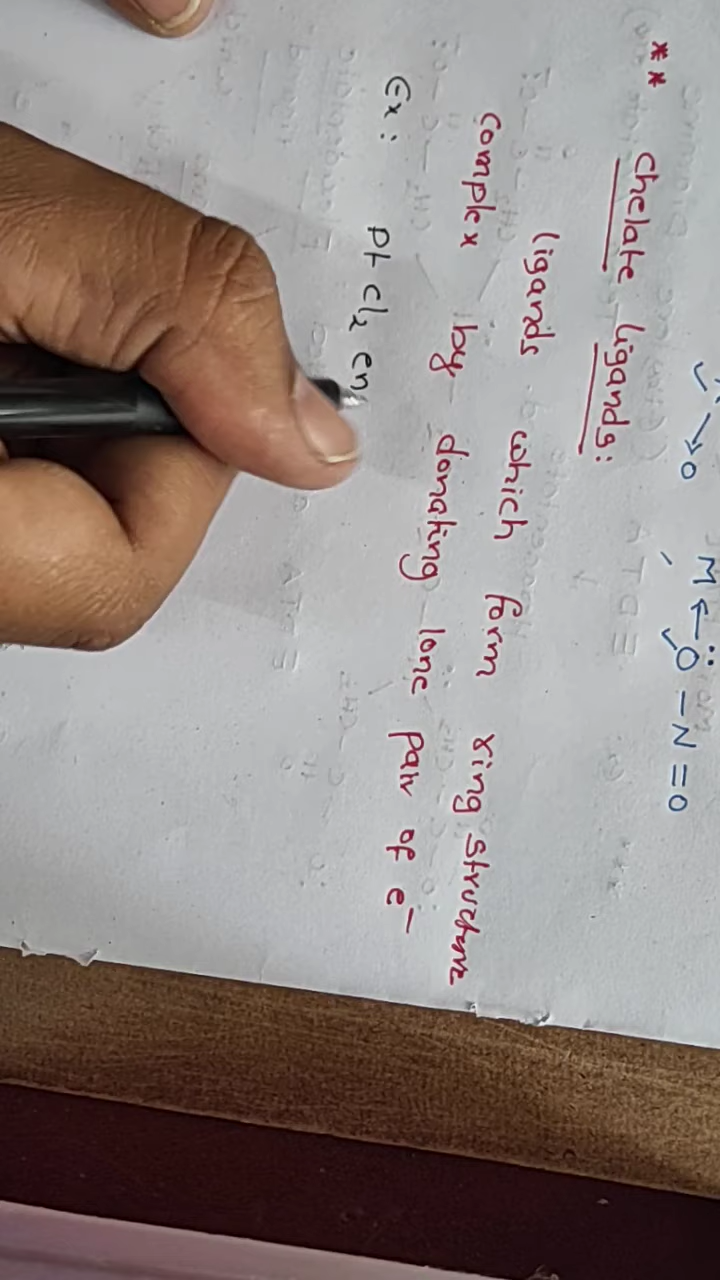 M ← Ö - N = O
** Chelate ligands:
ligands which form ring structure
complex by donating lone pair of e⁻
Ex: Pt Cl₂ en